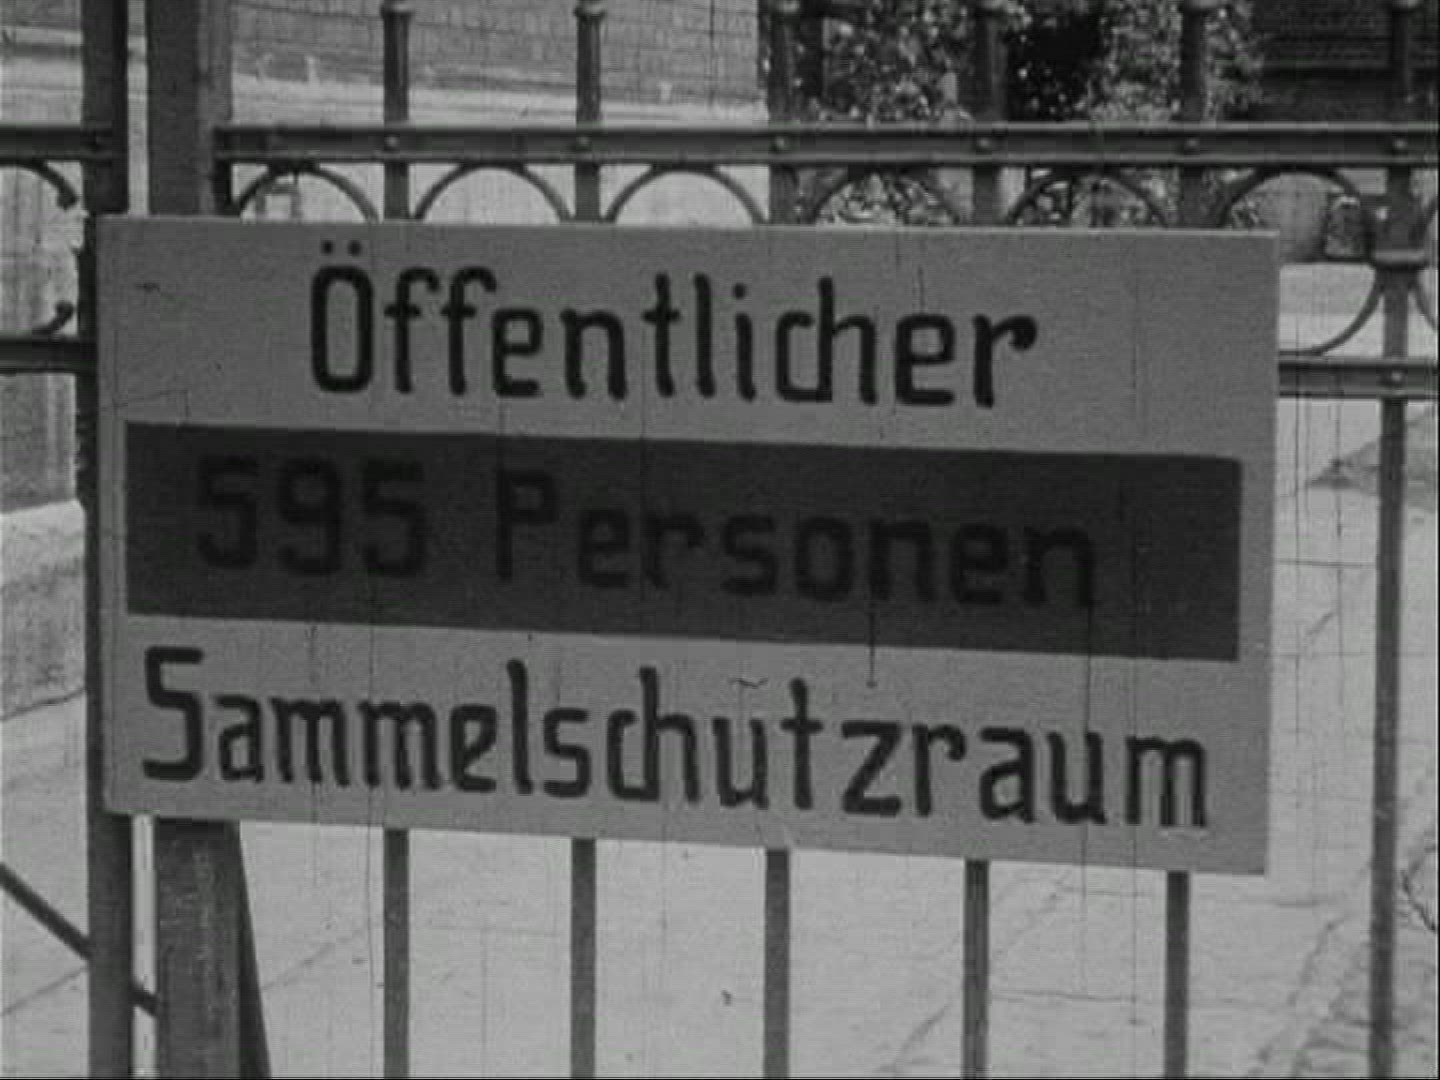 Öffentlicher
595 Personen
Sammelschutzraum